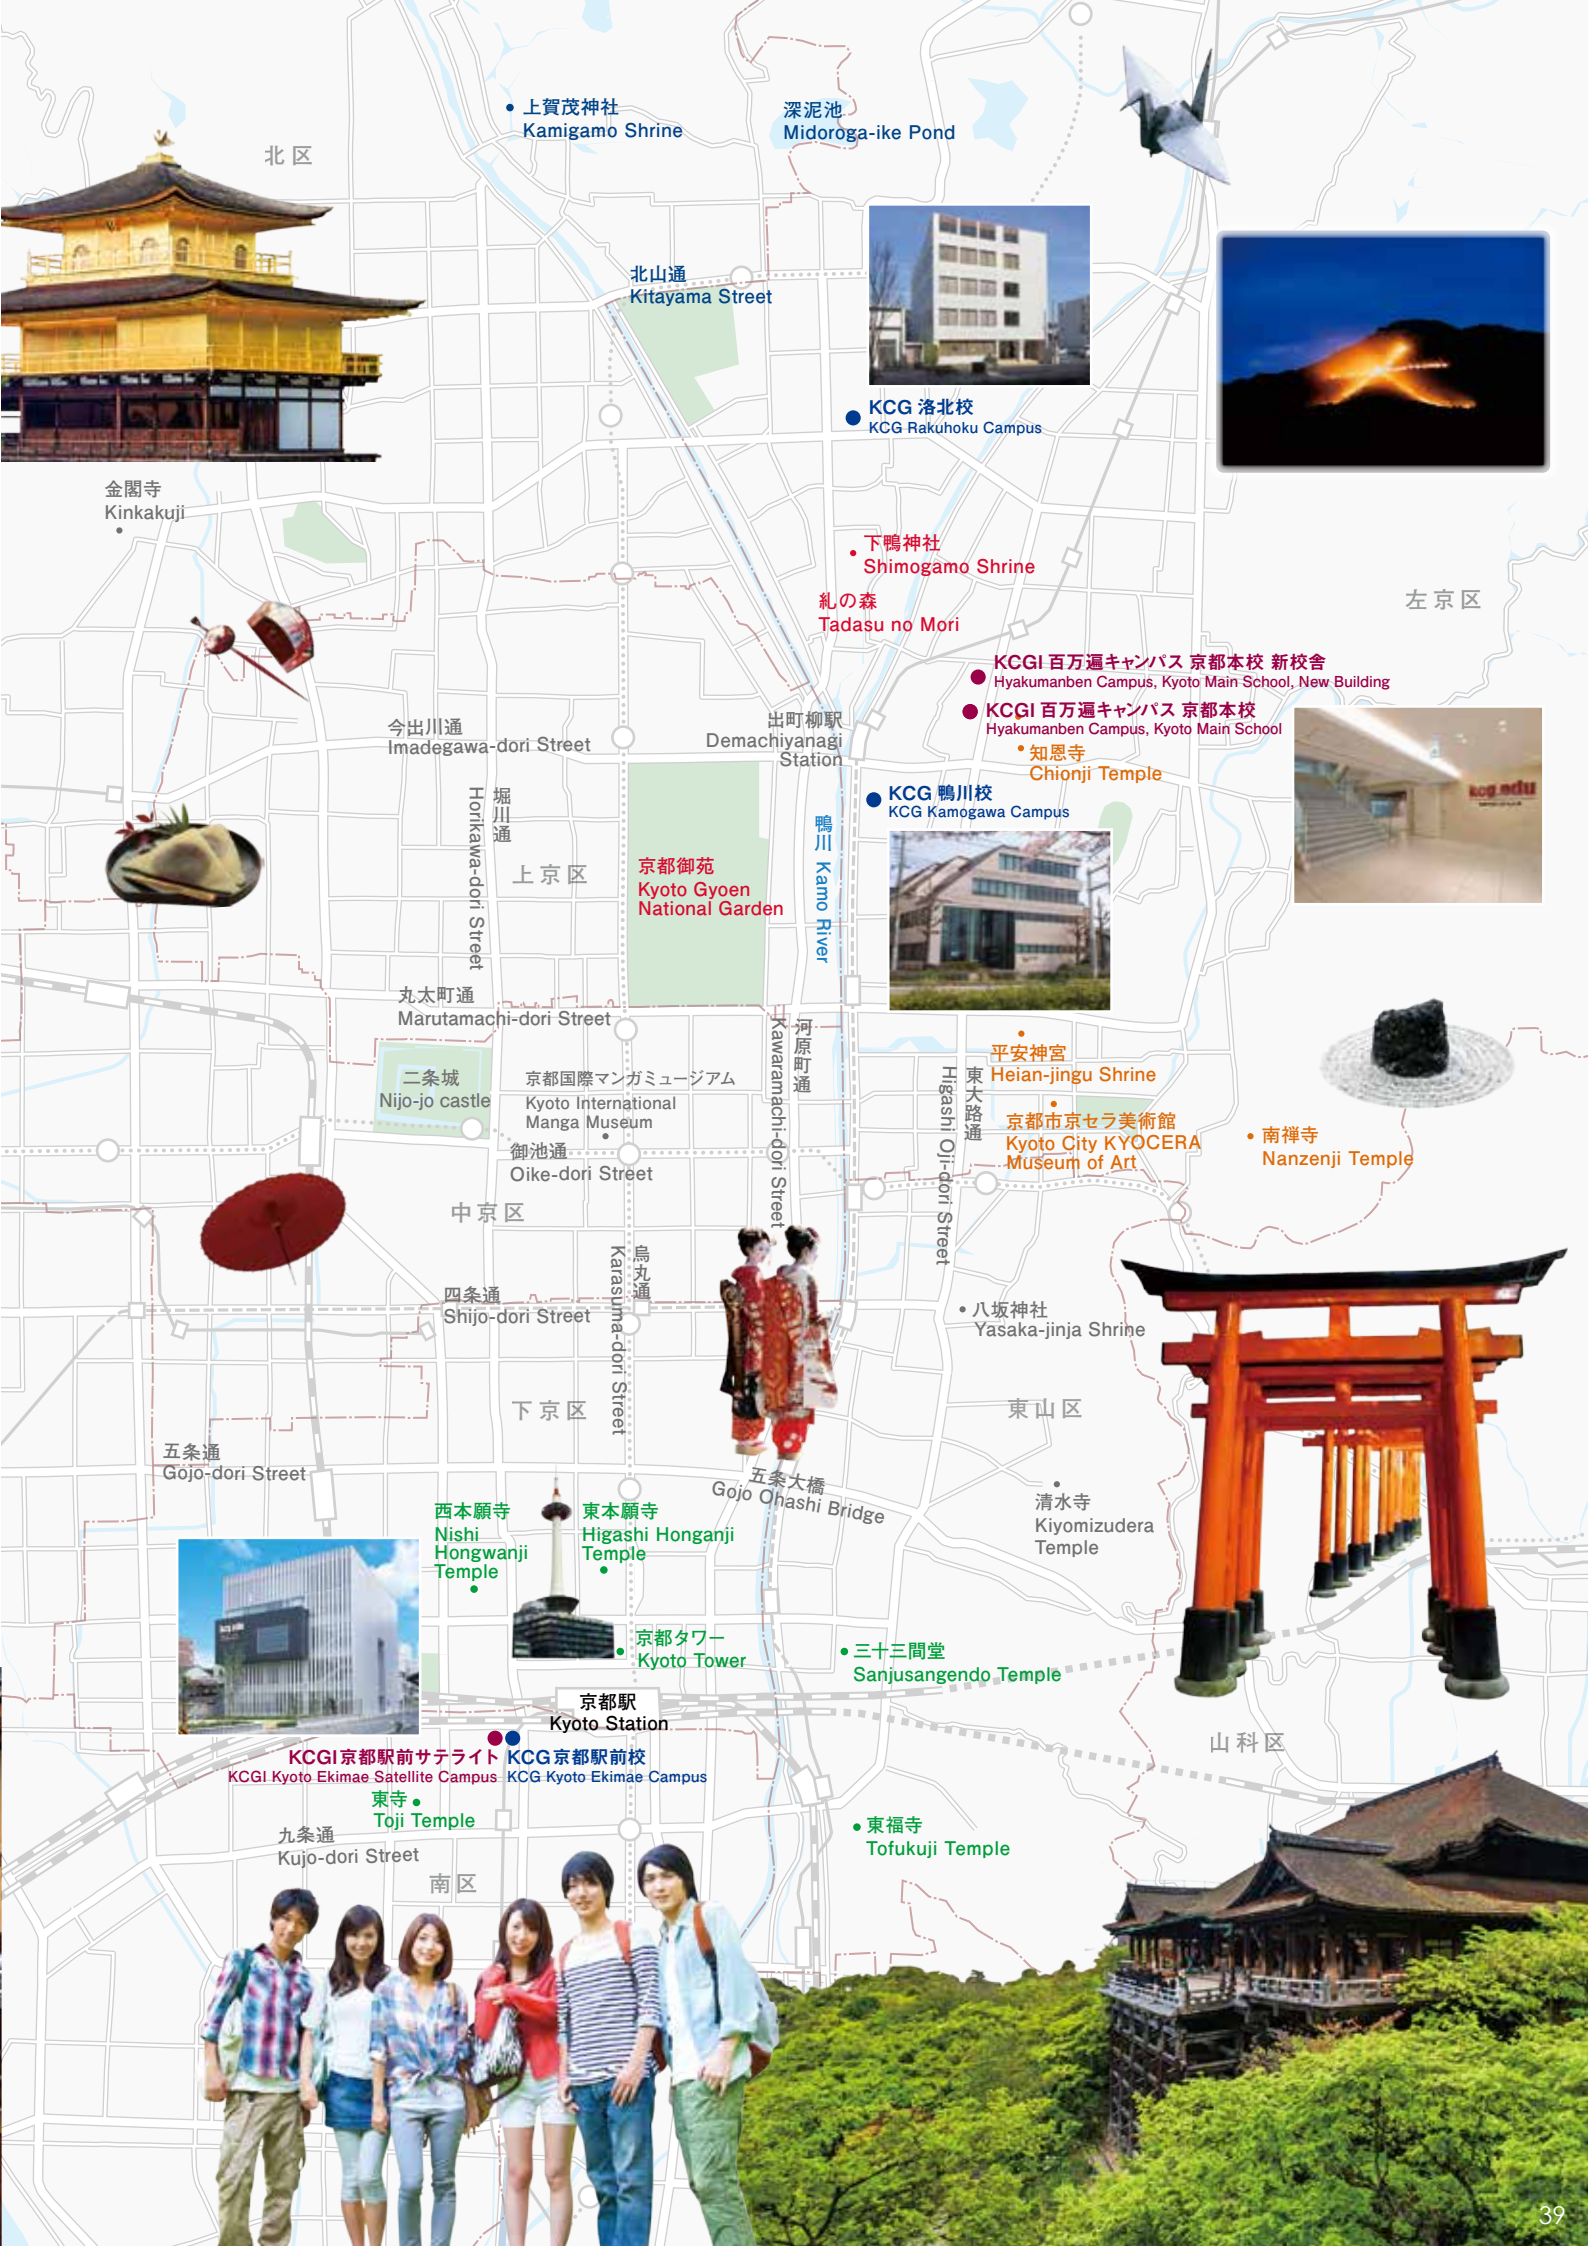 上賀茂神社
Kamigamo Shrine
深泥池
Midoroga-ike Pond
北区
北山通
Kitayama Street
KCG 洛北校
KCG Rakuhoku Campus
金閣寺
Kinkakuji
下鴨神社
Shimogamo Shrine
左京区
糺の森
Tadasu no Mori
KCGI 百万遍キャンパス 京都本校 新校舎
Hyakumanben Campus, Kyoto Main School, New Building
KCGI 百万遍キャンパス 京都本校
Hyakumanben Campus, Kyoto Main School
今出川通
Imadegawa-dori Street
出町柳駅
Demachiyanagi
Station
知恩寺
Chionji Temple
kcg.edu
堀川通
Horikawa-dori Street
KCG 鴨川校
KCG Kamogawa Campus
鴨川 Kamo River
上京区
京都御苑
Kyoto Gyoen
National Garden
丸太町通
Marutamachi-dori Street
河原町通
Kawaramachi-dori Street
平安神宮
Heian-jingu Shrine
東大路通
Higashi Oji-dori Street
二条城
Nijo-jo castle
京都国際マンガミュージアム
Kyoto International
Manga Museum
京都市京セラ美術館
Kyoto City KYOCERA
Museum of Art
南禅寺
Nanzenji Temple
御池通
Oike-dori Street
中京区
烏丸通
Karasuma-dori Street
四条通
Shijo-dori Street
八坂神社
Yasaka-jinja Shrine
下京区
東山区
五条通
Gojo-dori Street
五条大橋
Gojo Ohashi Bridge
清水寺
Kiyomizudera
Temple
西本願寺
Nishi
Hongwanji
Temple
東本願寺
Higashi Honganji
Temple
kcg.edu
京都タワー
Kyoto Tower
三十三間堂
Sanjusangendo Temple
京都駅
Kyoto Station
山科区
KCGI京都駅前サテライト
KCGI Kyoto Ekimae Satellite Campus
KCG京都駅前校
KCG Kyoto Ekimae Campus
東寺
Toji Temple
東福寺
Tofukuji Temple
九条通
Kujo-dori Street
南区
39